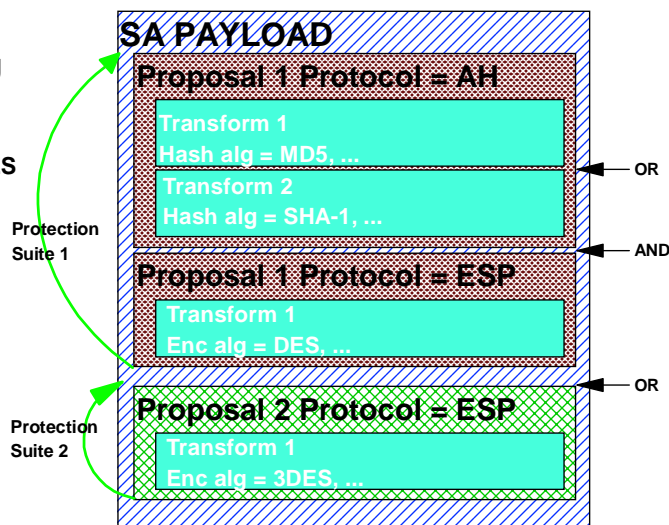 SA PAYLOAD
Proposal 1 Protocol = AH
Transform 1
Hash alg = MD5, ...
OR
Transform 2
Hash alg = SHA-1, ...
Protection
Suite 1
AND
Proposal 1 Protocol = ESP
Transform 1
Enc alg = DES, ...
OR
Proposal 2 Protocol = ESP
Protection
Suite 2
Transform 1
Enc alg = 3DES, ...